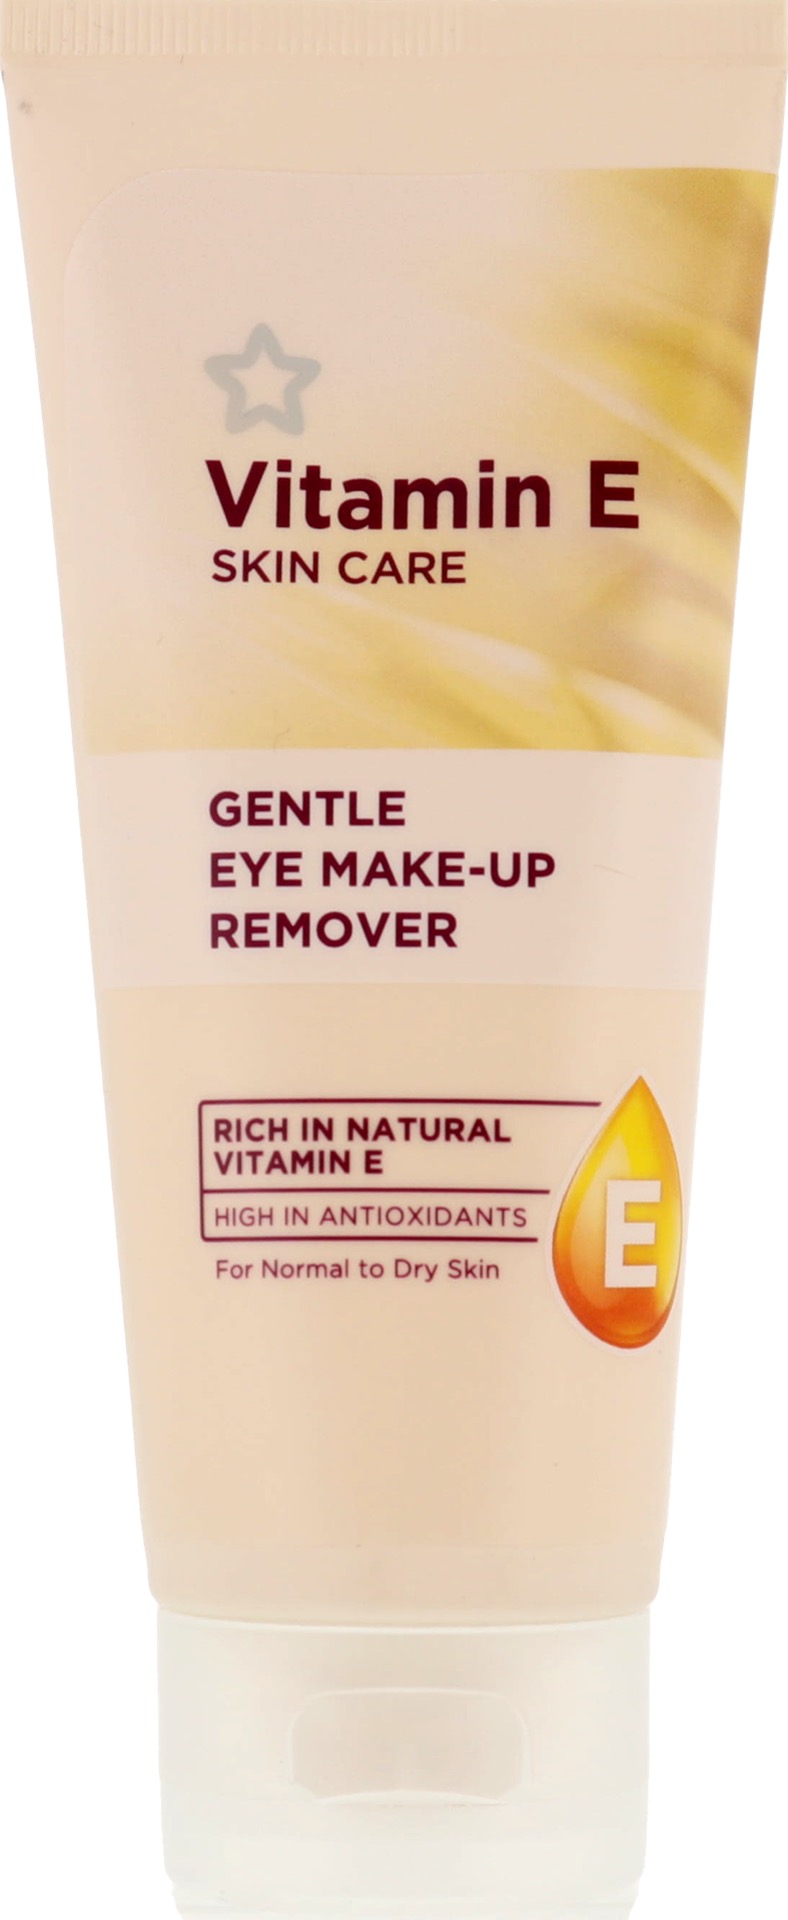 Vitamin E
SKIN CARE
GENTLE
EYE MAKE-UP
REMOVER
RICH IN NATURAL
VITAMIN E
HIGH IN ANTIOXIDANTS
For Normal to Dry Skin
E